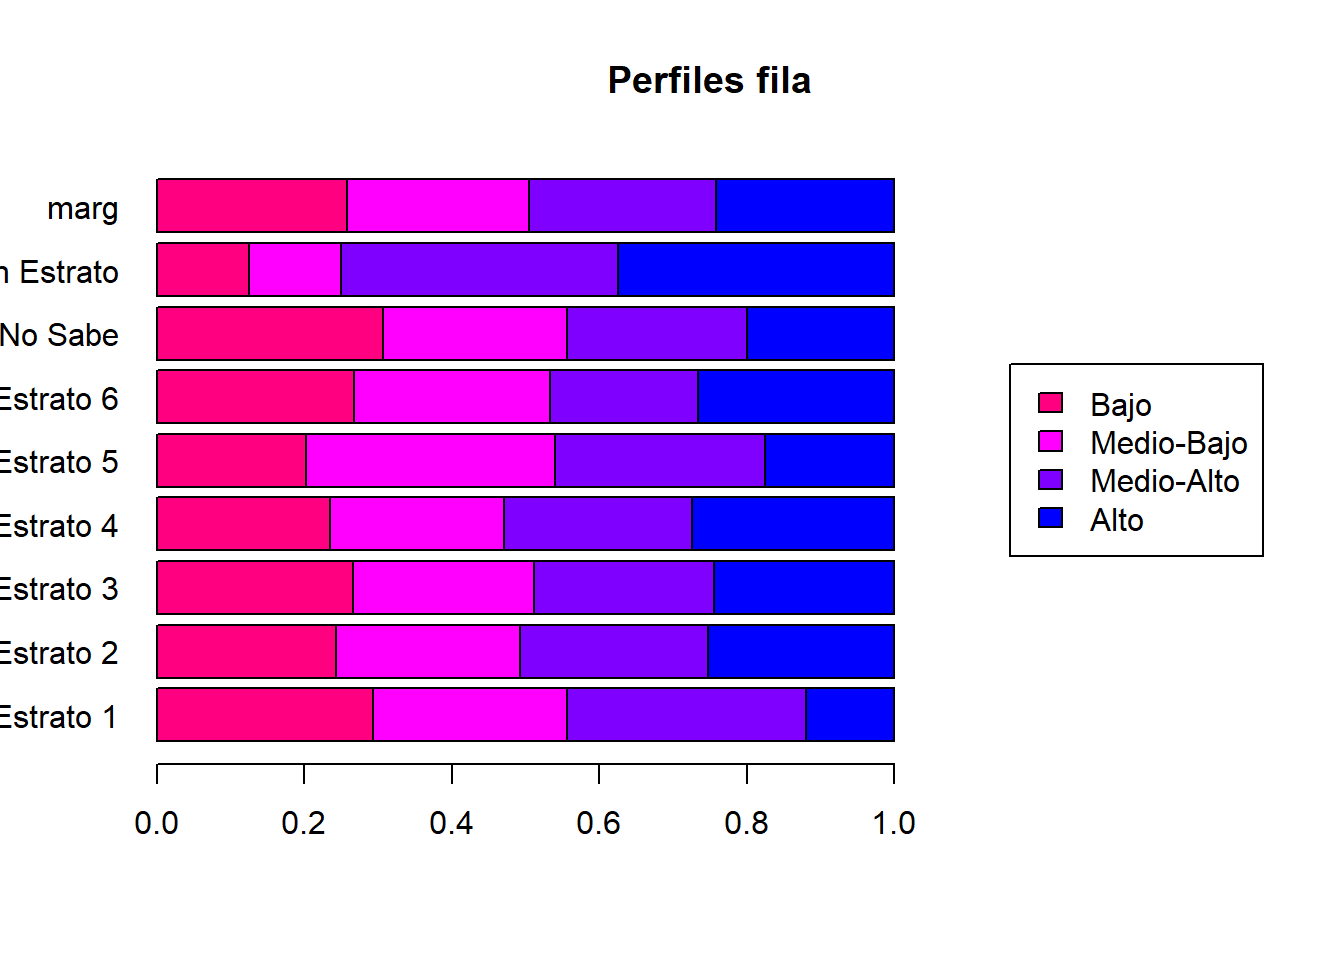 Perfiles fila
marg
n Estrato
No Sabe
Estrato 6
Estrato 5
Estrato 4
Estrato 3
Estrato 2
Estrato 1
0.0 0.2 0.4 0.6 0.8 1.0
Bajo
Medio-Bajo
Medio-Alto
Alto